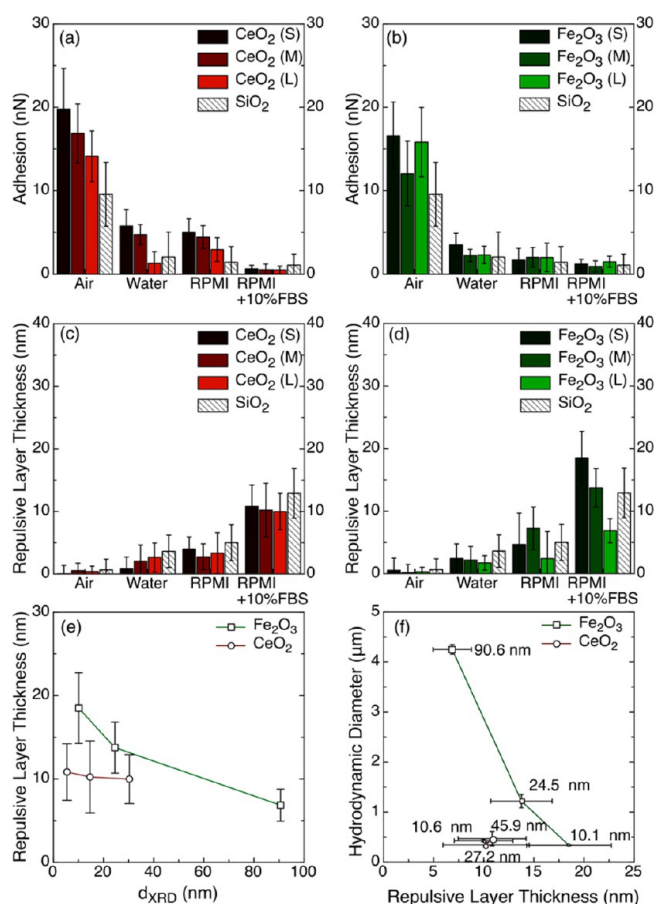 (a)
CeO2 (S)
CeO2 (M)
CeO2 (L)
SiO2
Adhesion (nN)
30
20
10
0
30
20
10
0
Air
Water
RPMI
RPMI
+10%FBS
(b)
Fe2O3 (S)
Fe2O3 (M)
Fe2O3 (L)
SiO2
Adhesion (nN)
30
20
10
0
30
20
10
0
Air
Water
RPMI
RPMI
+10%FBS
(c)
CeO2 (S)
CeO2 (M)
CeO2 (L)
SiO2
Repulsive Layer Thickness (nm)
40
30
20
10
0
40
30
20
10
0
Air
Water
RPMI
RPMI
+10%FBS
(d)
Fe2O3 (S)
Fe2O3 (M)
Fe2O3 (L)
SiO2
Repulsive Layer Thickness (nm)
40
30
20
10
0
40
30
20
10
0
Air
Water
RPMI
RPMI
+10%FBS
(e)
Fe2O3
CeO2
Repulsive Layer Thickness (nm)
30
20
10
0
0 20 40 60 80 100
dXRD (nm)
(f)
Fe2O3
CeO2
Hydrodynamic Diameter (μm)
5
4
3
2
1
0
90.6 nm
24.5 nm
10.6 nm
45.9 nm
10.1 nm
27.2 nm
0 5 10 15 20 25
Repulsive Layer Thickness (nm)